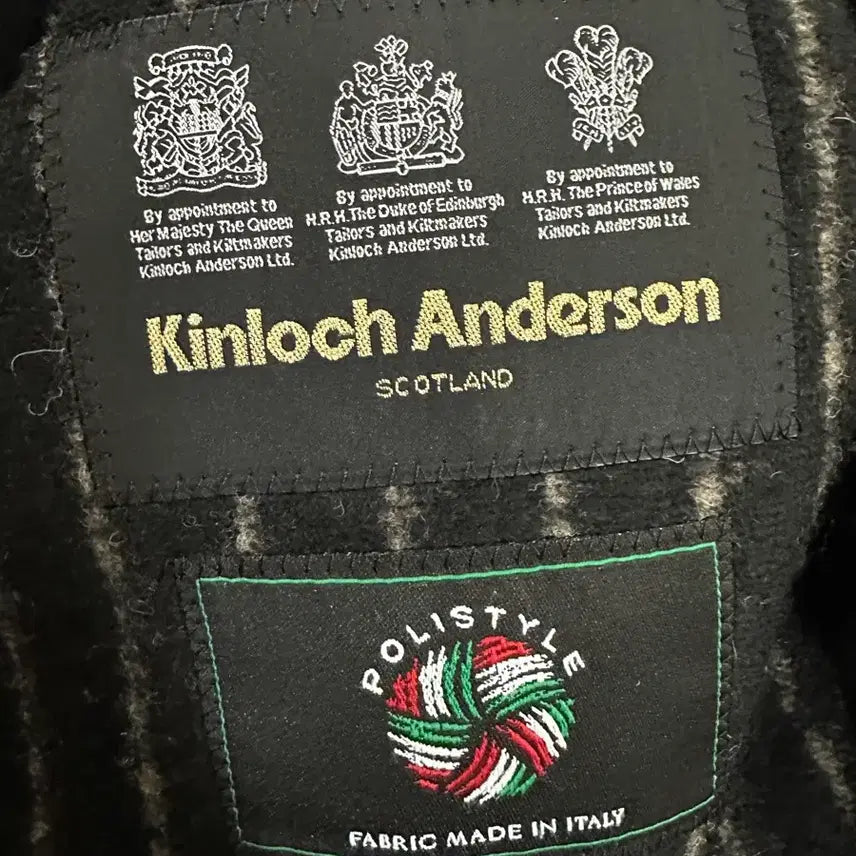 By appointment to
Her Majesty The Queen
Tailors and Kiltmakers
Kinloch Anderson Ltd.
By appointment to
H.R.H. The Duke of Edinburgh
Tailors and Kiltmakers
Kinloch Anderson Ltd.
By appointment to
H.R.H. The Prince of Wales
Tailors and Kiltmakers
Kinloch Anderson Ltd.
Kinloch Anderson
SCOTLAND
POLISTYLE
FABRIC MADE IN ITALY